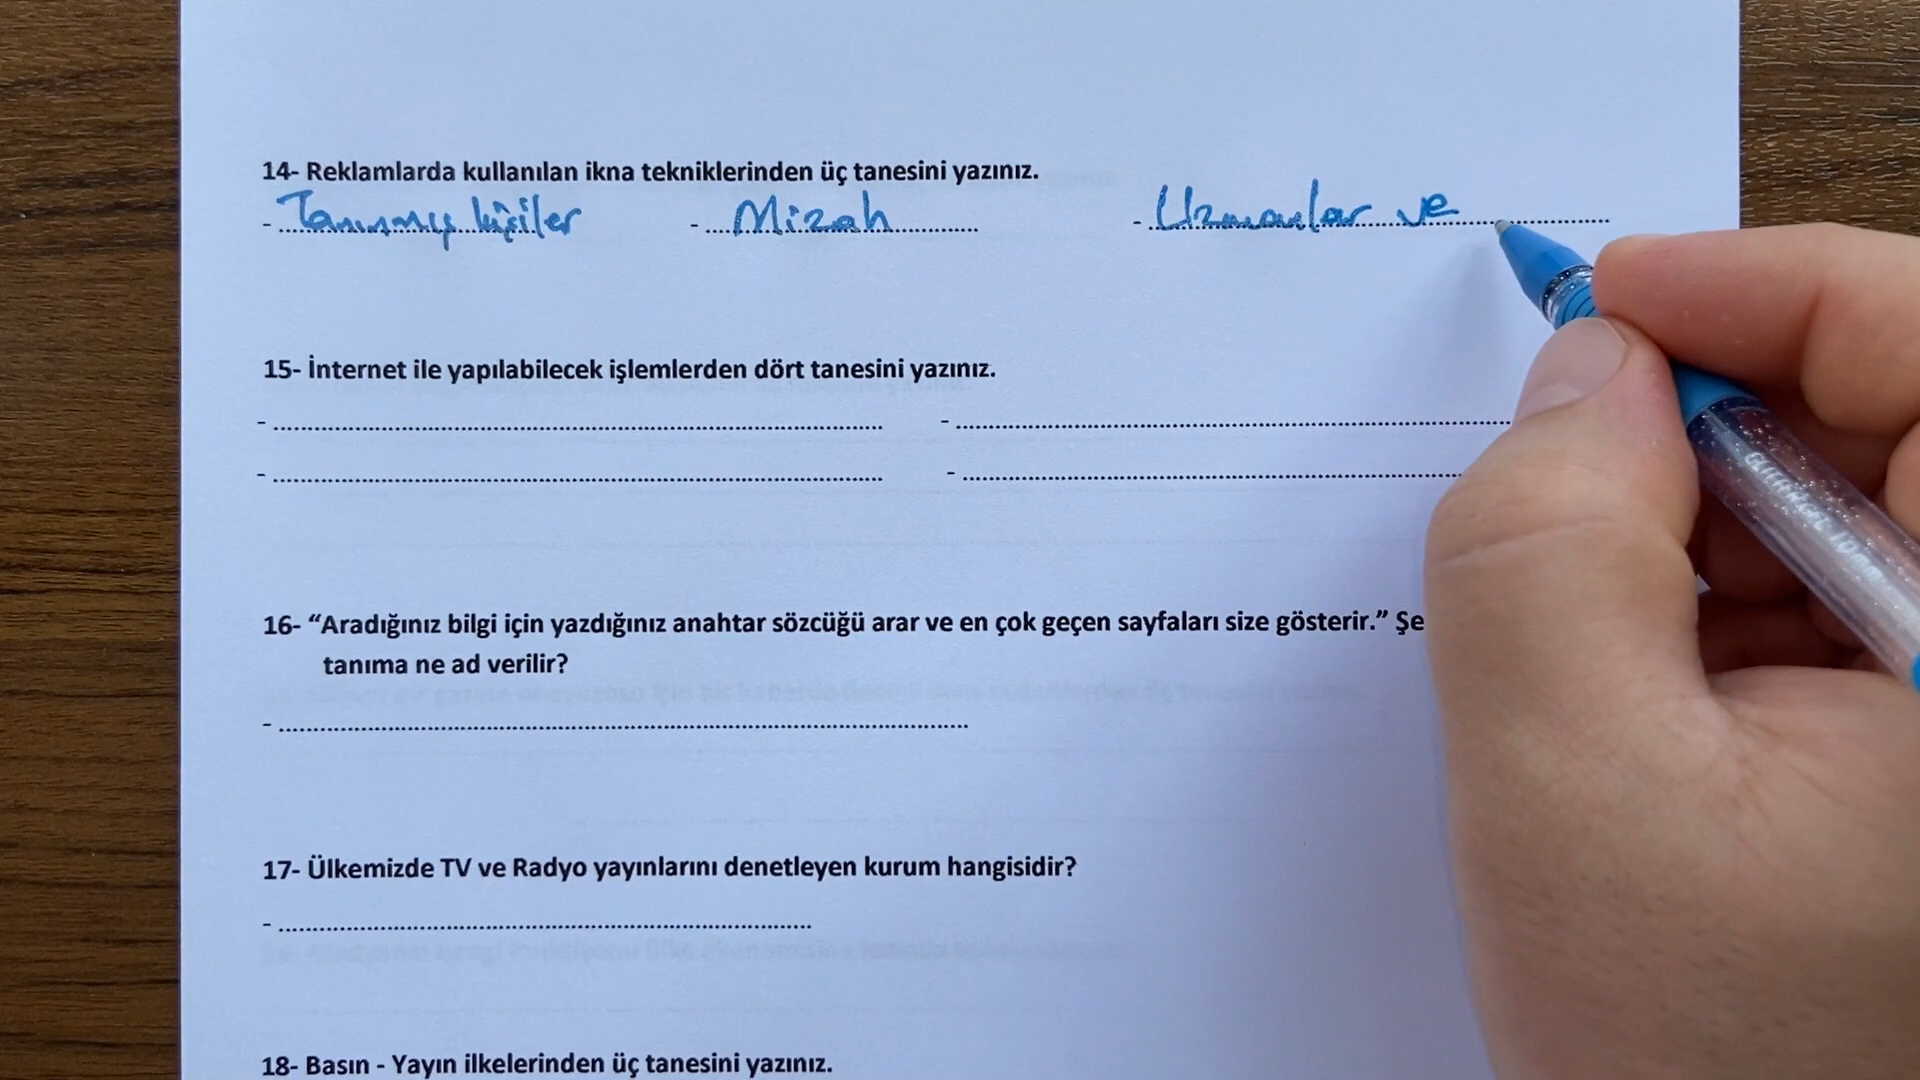 14- Reklamlarda kullanılan ikna tekniklerinden üç tanesini yazınız.
- Tanınmış kişiler - Mizah - Uzmanlar ve
15- İnternet ile yapılabilecek işlemlerden dört tanesini yazınız.
16- “Aradığınız bilgi için yazdığınız anahtar sözcüğü arar ve en çok geçen sayfaları size gösterir.” Şe
tanıma ne ad verilir?
17- Ülkemizde TV ve Radyo yayınlarını denetleyen kurum hangisidir?
18- Basın - Yayın ilkelerinden üç tanesini yazınız.